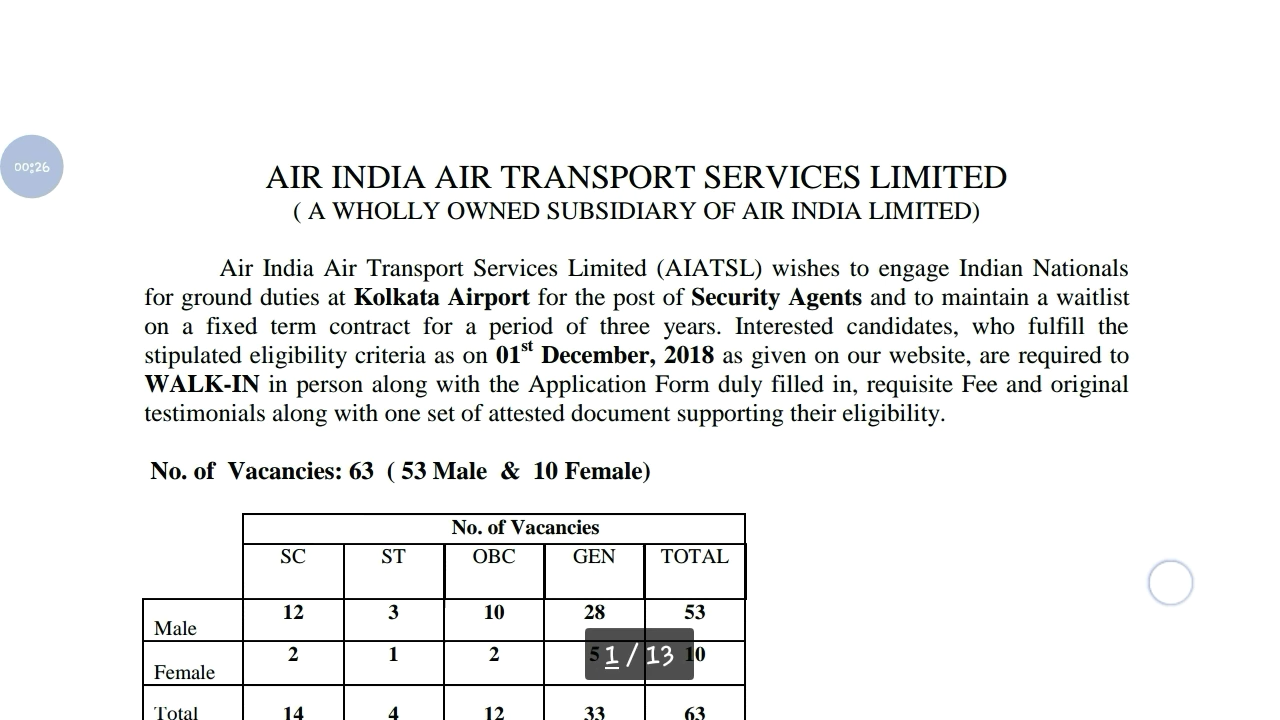 00:26
AIR INDIA AIR TRANSPORT SERVICES LIMITED
( A WHOLLY OWNED SUBSIDIARY OF AIR INDIA LIMITED)
Air India Air Transport Services Limited (AIATSL) wishes to engage Indian Nationals
for ground duties at Kolkata Airport for the post of Security Agents and to maintain a waitlist
on a fixed term contract for a period of three years. Interested candidates, who fulfill the
stipulated eligibility criteria as on 01st December, 2018 as given on our website, are required to
WALK-IN in person along with the Application Form duly filled in, requisite Fee and original
testimonials along with one set of attested document supporting their eligibility.
No. of Vacancies: 63 ( 53 Male & 10 Female)
No. of Vacancies
SC ST OBC GEN TOTAL
Male 12 3 10 28 53
Female 2 1 2 5 10
1 / 13
Total 14 4 12 33 63